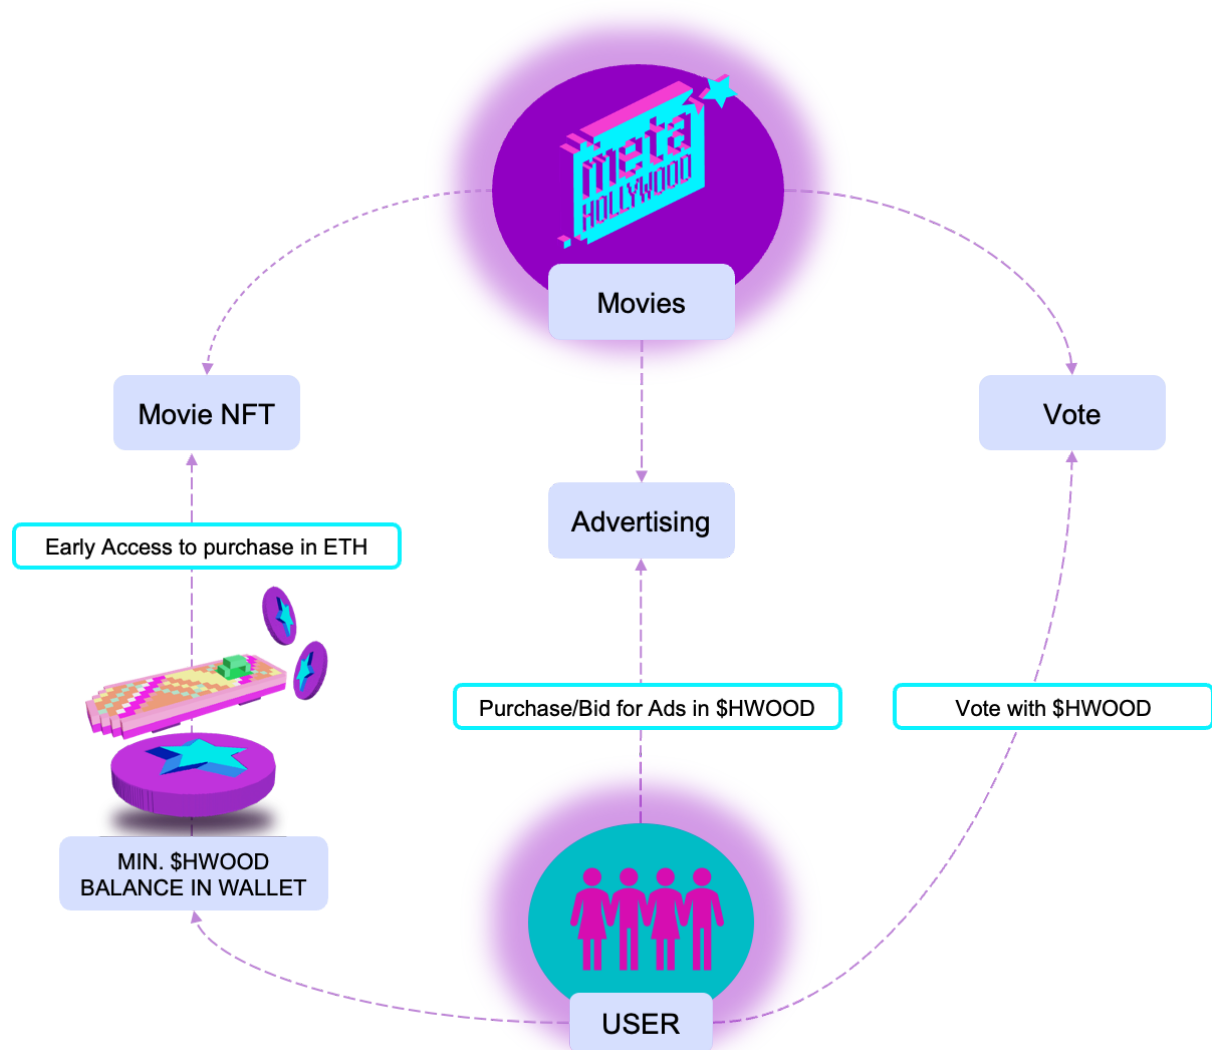 meta
HOLLYWOOD
Movies
Movie NFT
Vote
Advertising
Early Access to purchase in ETH
Purchase/Bid for Ads in $HWOOD
Vote with $HWOOD
MIN. $HWOOD
BALANCE IN WALLET
USER